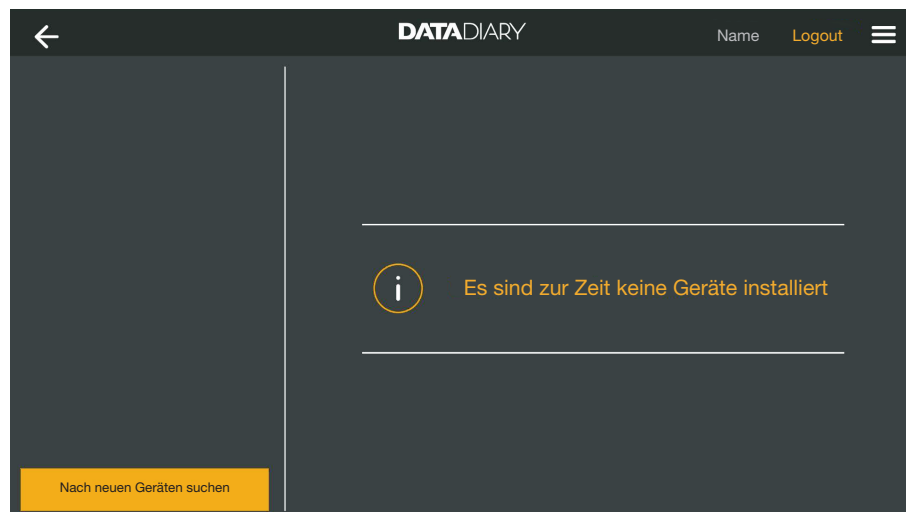 DATADIARY
Name Logout
i
Es sind zur Zeit keine Geräte installiert
Nach neuen Geräten suchen